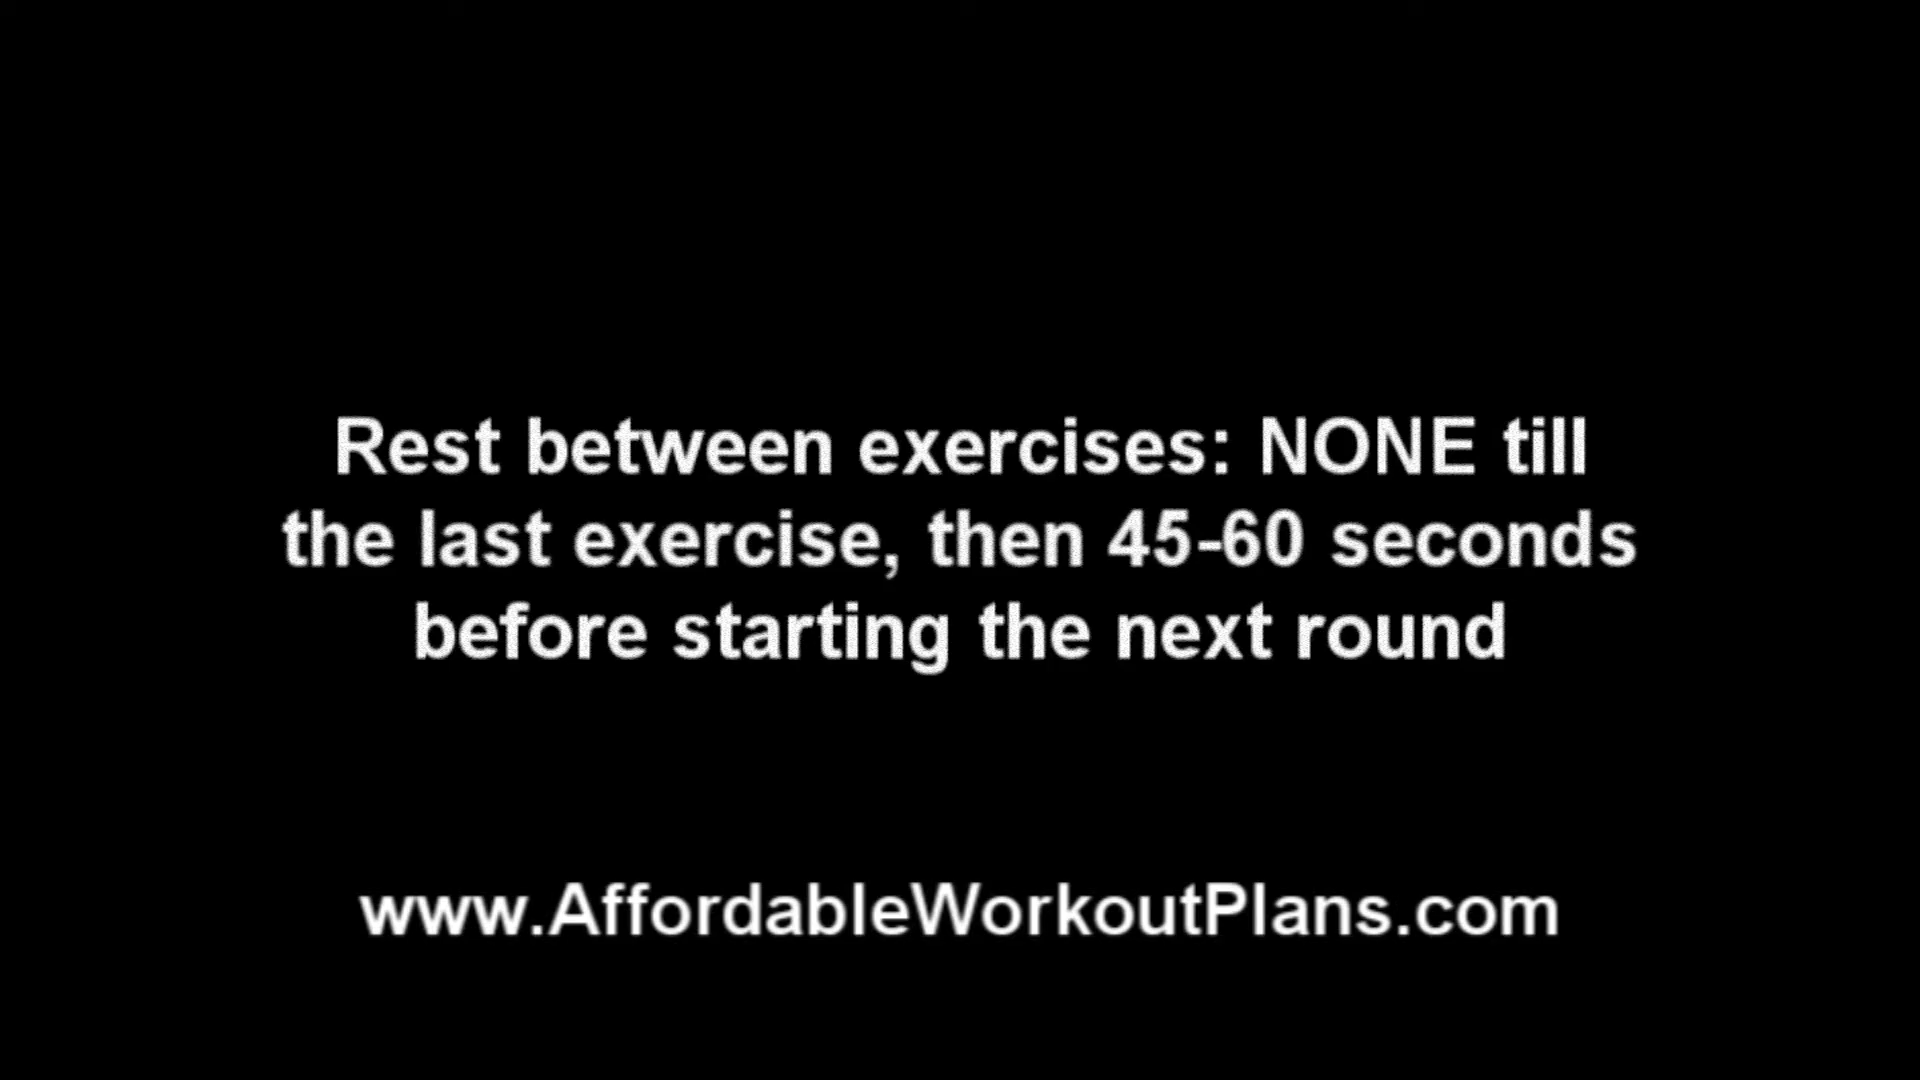 Rest between exercises: NONE till
the last exercise, then 45-60 seconds
before starting the next round
www.AffordableWorkoutPlans.com